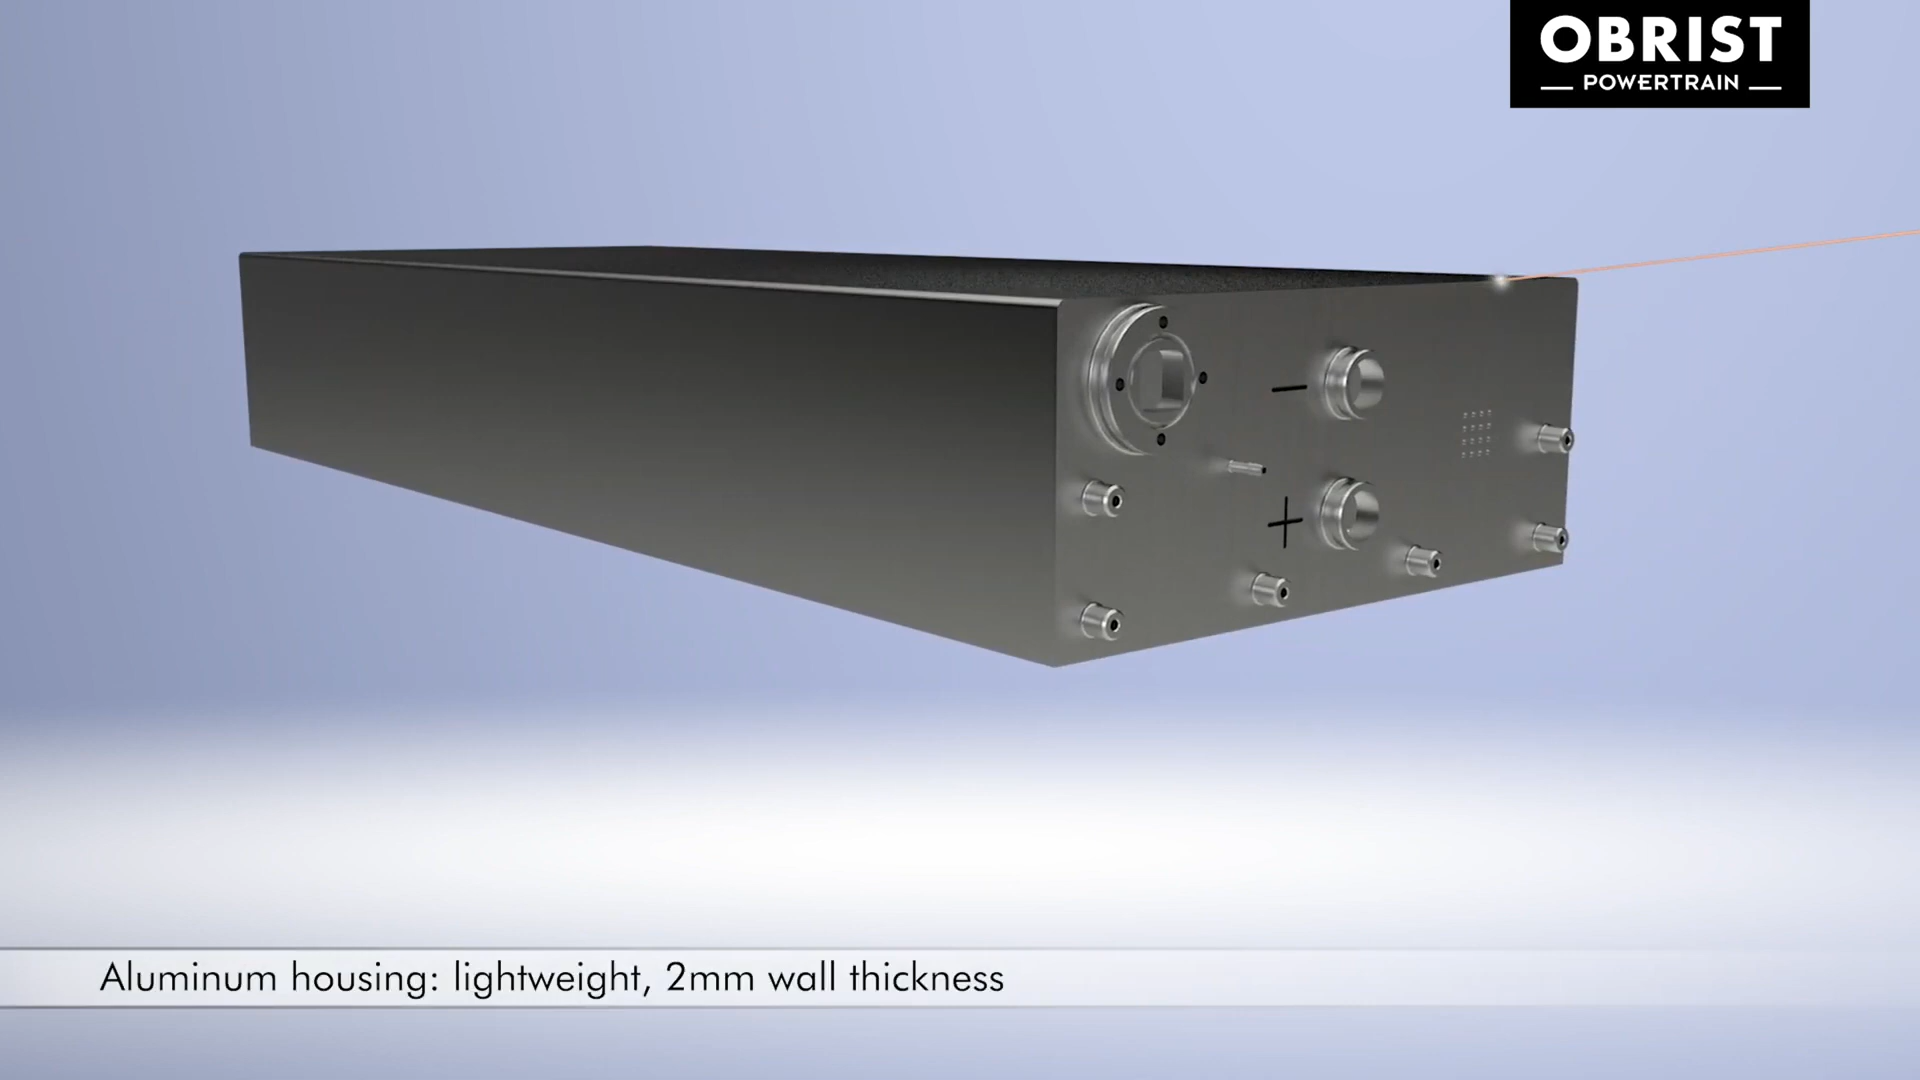 OBRIST
POWERTRAIN
−
+
Aluminum housing: lightweight, 2mm wall thickness